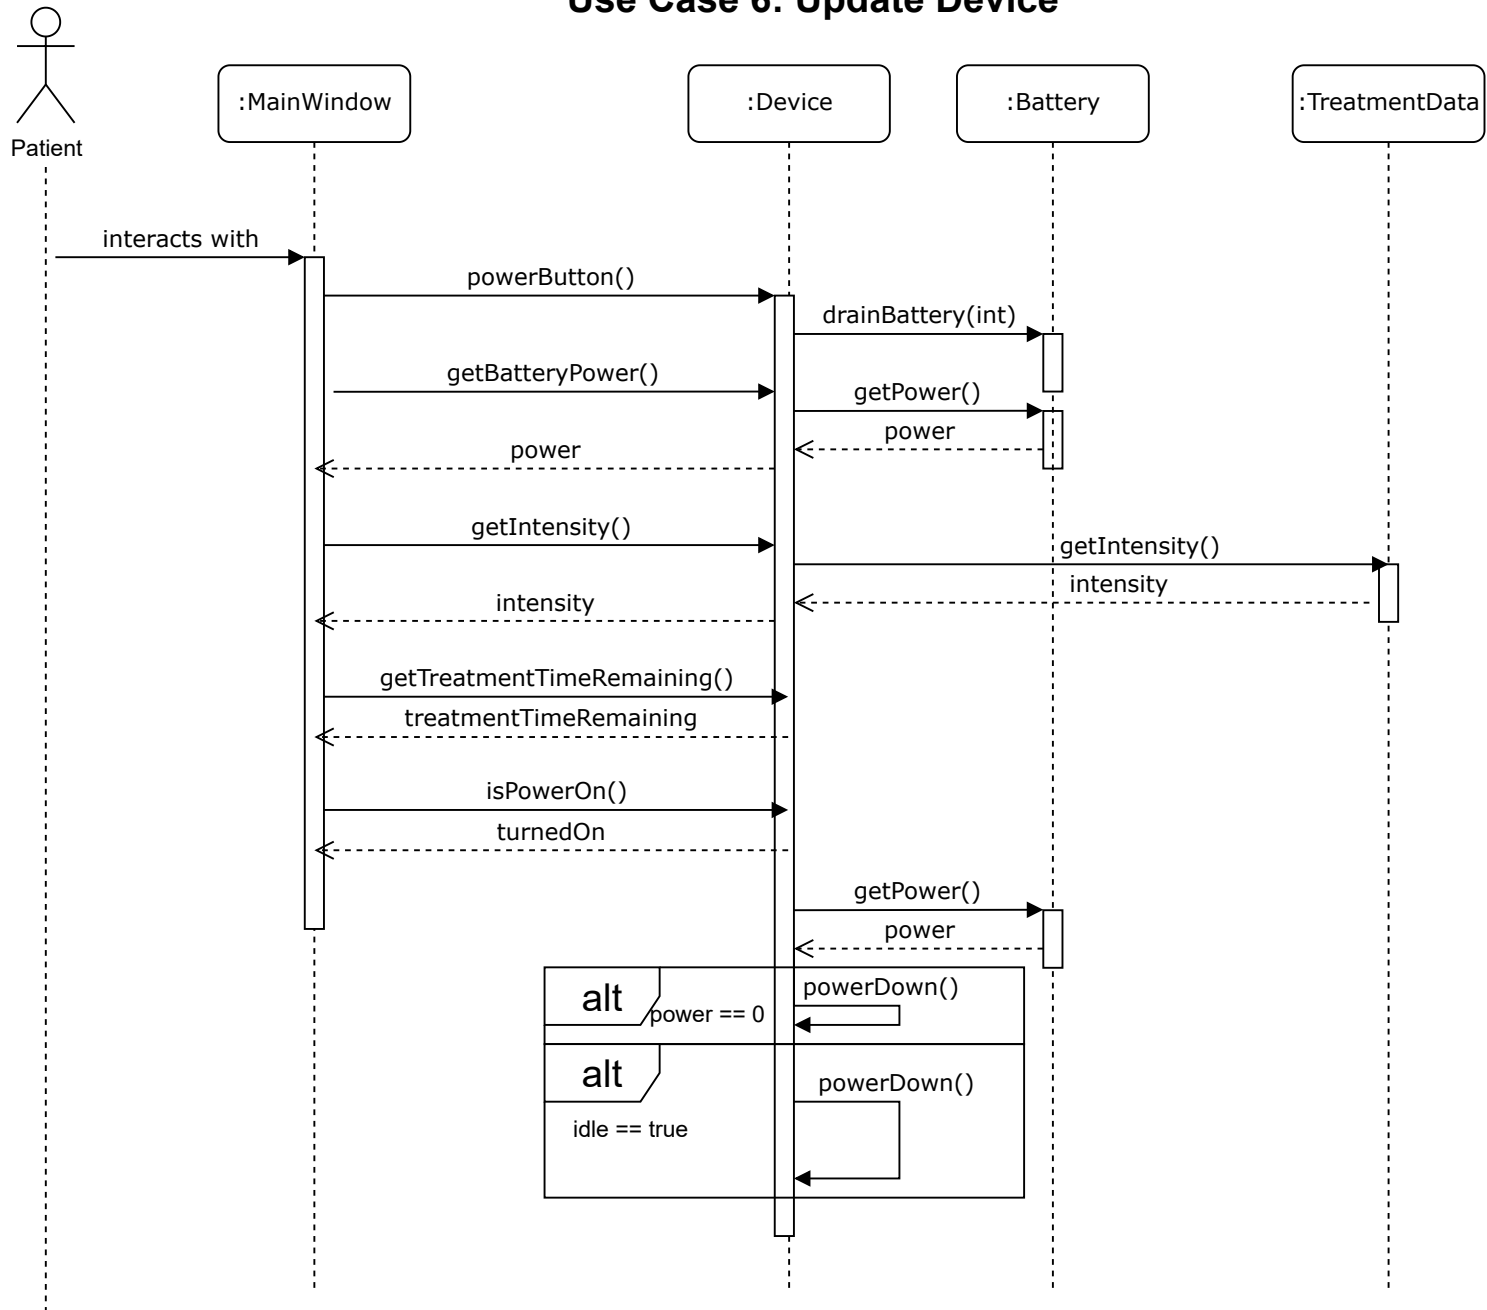 Use Case 6: Update Device
Patient
:MainWindow
:Device
:Battery
:TreatmentData
interacts with
powerButton()
drainBattery(int)
getBatteryPower()
getPower()
power
power
getIntensity()
getIntensity()
intensity
intensity
getTreatmentTimeRemaining()
treatmentTimeRemaining
isPowerOn()
turnedOn
getPower()
power
alt
powerDown()
power == 0
alt
powerDown()
idle == true